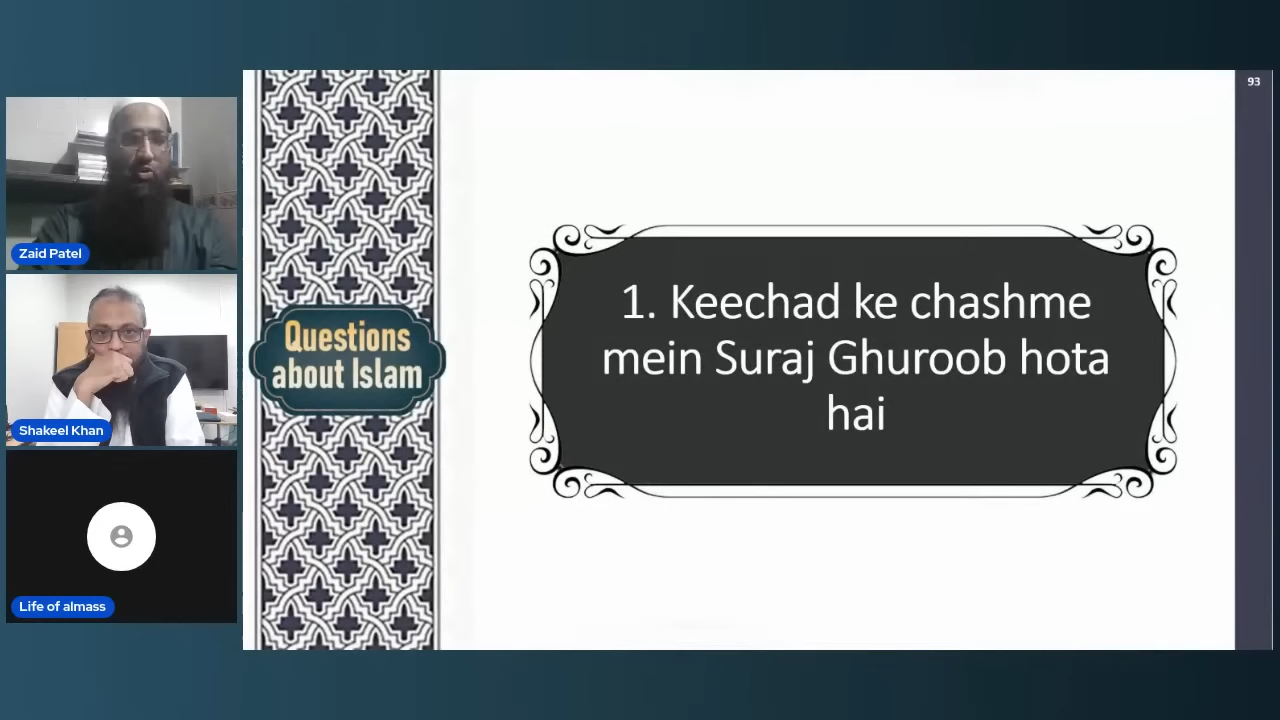 Zaid Patel
Shakeel Khan
Life of almass
Questions
about Islam
93
1. Keechad ke chashme
mein Suraj Ghuroob hota
hai